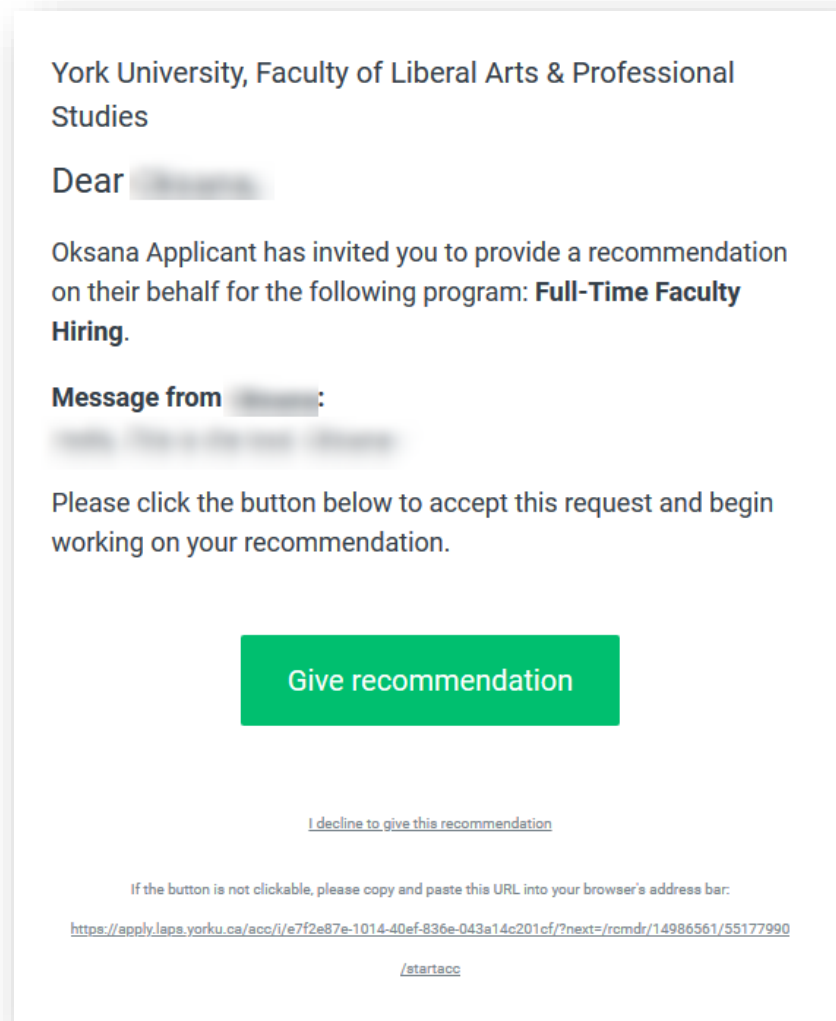 York University, Faculty of Liberal Arts & Professional
Studies
Dear
Oksana Applicant has invited you to provide a recommendation
on their behalf for the following program: Full-Time Faculty
Hiring.
Message from :
Please click the button below to accept this request and begin
working on your recommendation.
Give recommendation
I decline to give this recommendation
If the button is not clickable, please copy and paste this URL into your browser's address bar:
https://apply.laps.yorku.ca/acc/i/e7f2e87e-1014-40ef-836e-043a14c201cf/?next=/rcmdr/14986561/55177990
/startacc